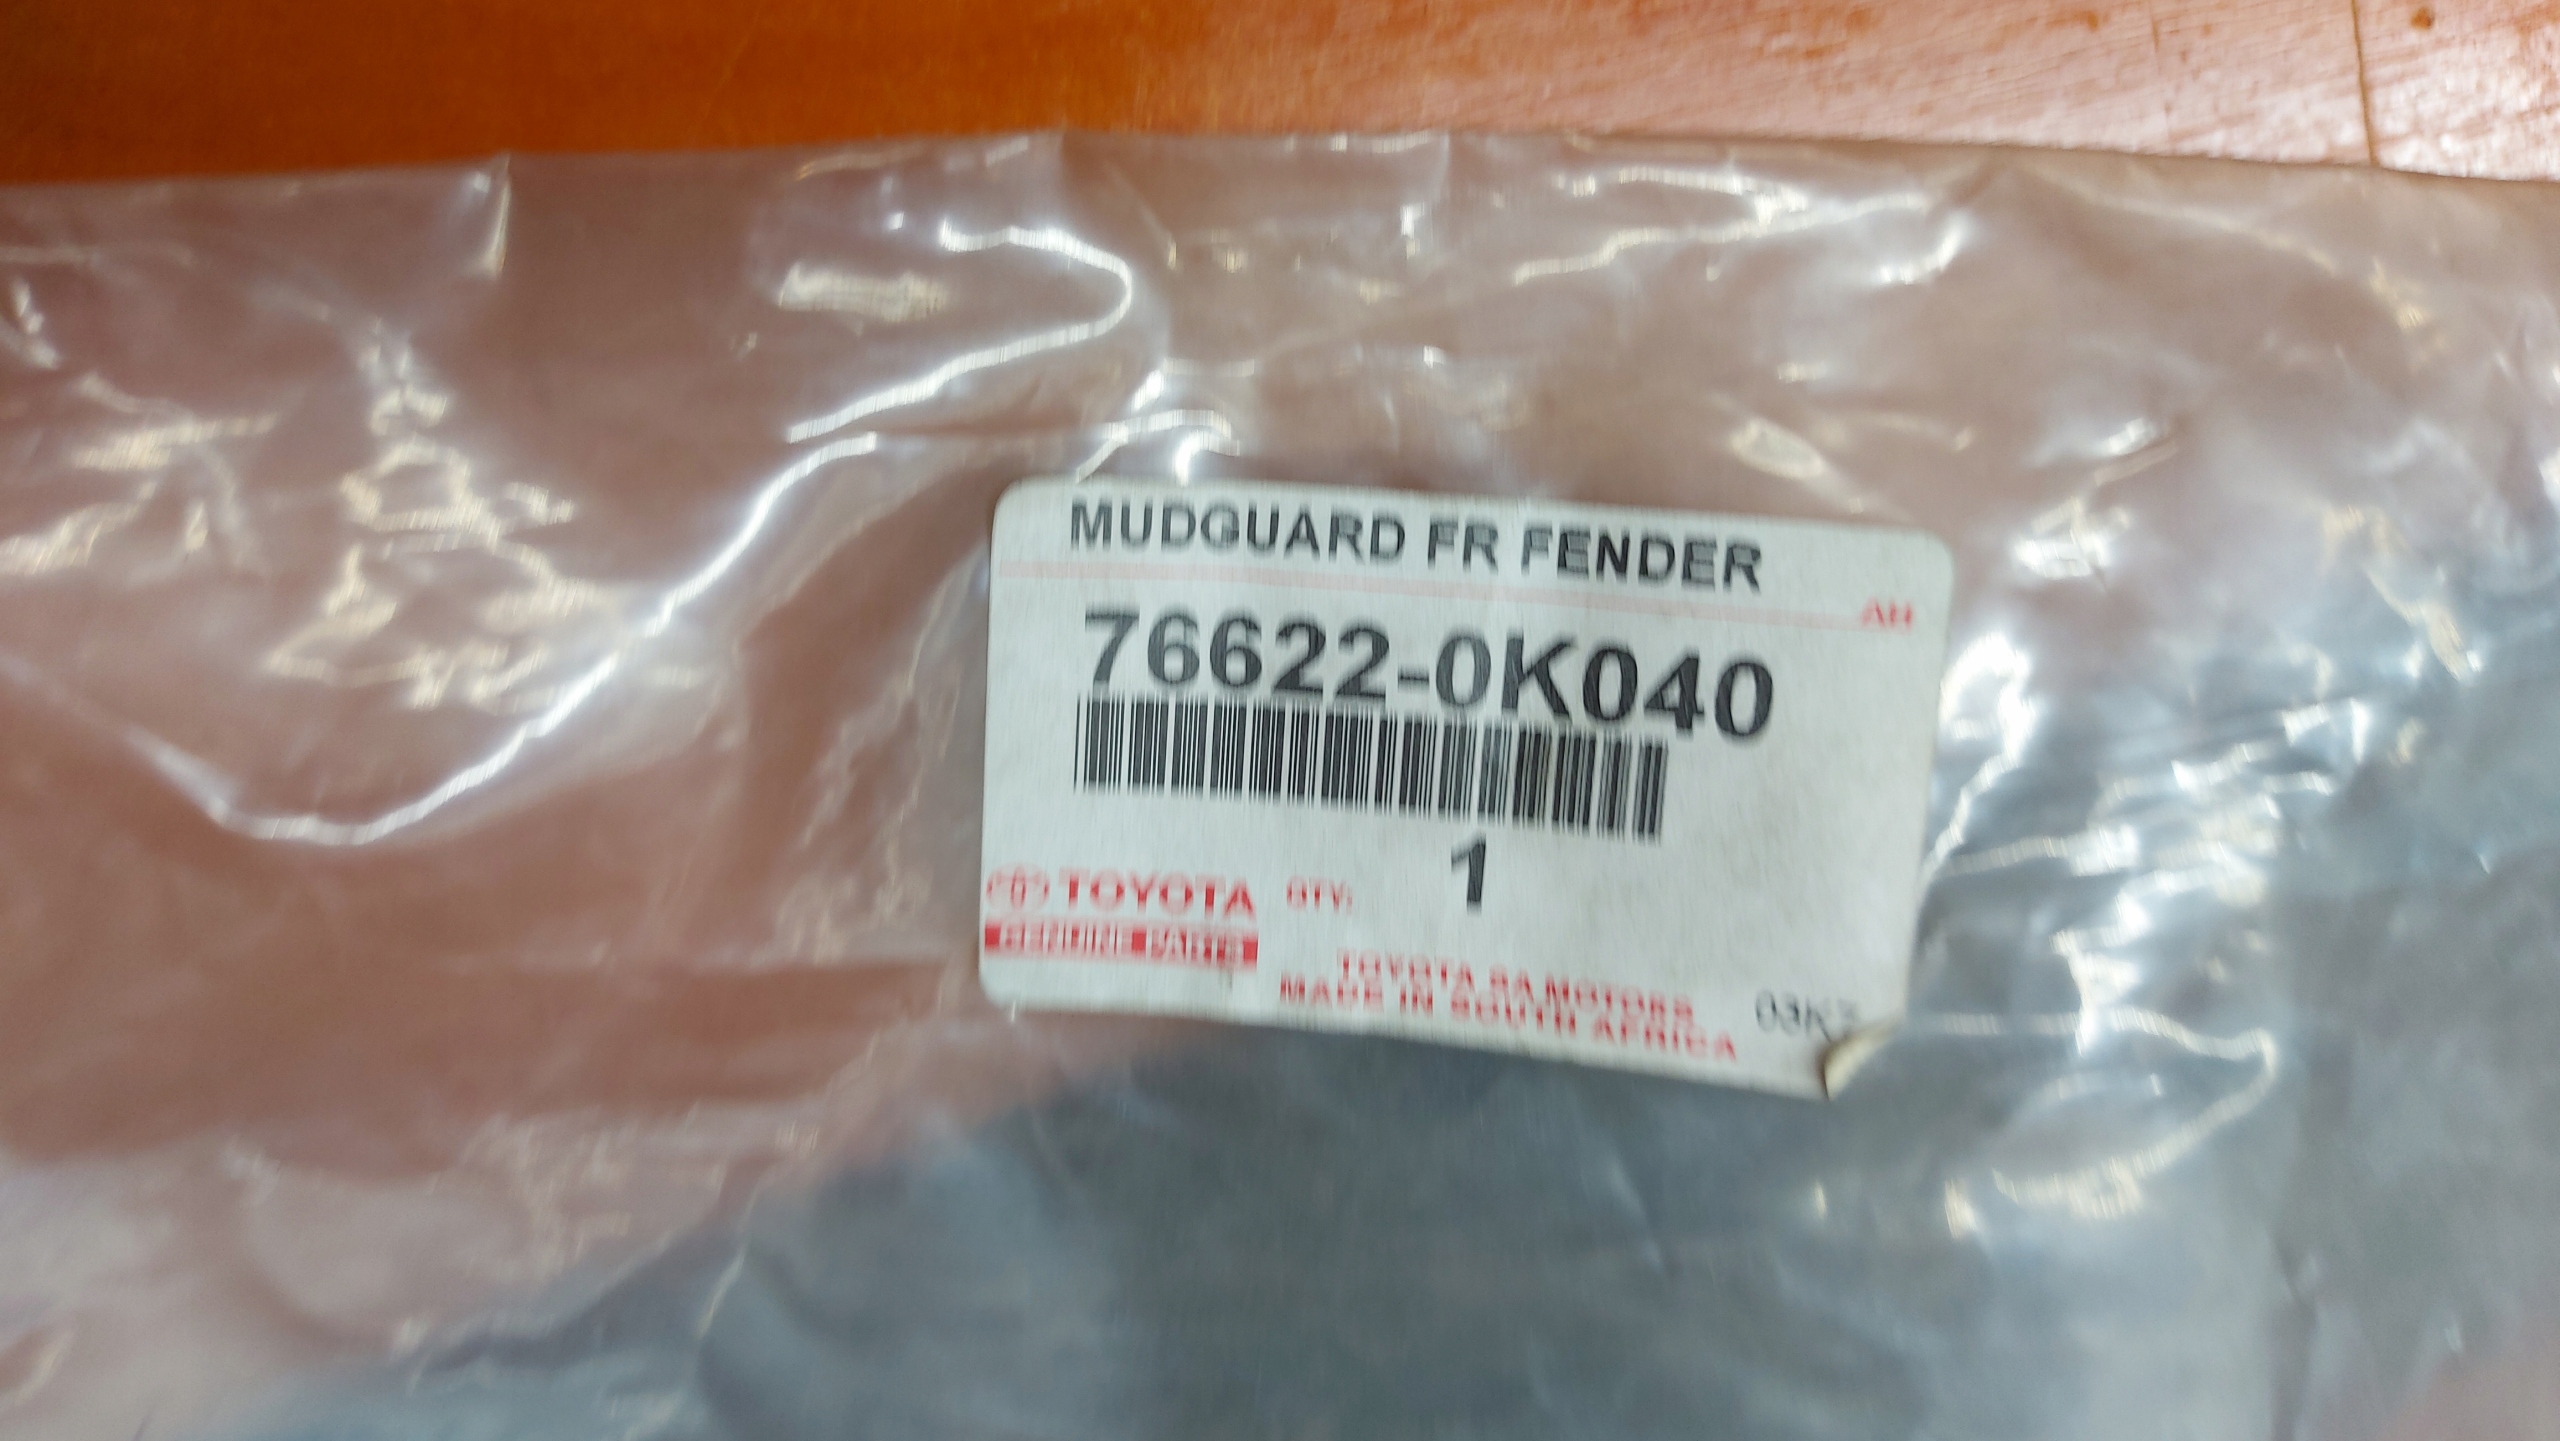 MUDGUARD FR FENDER
AH
76622-0K040
1
TOYOTA QTY:
GENUINE PARTS
TOYOTA SA MOTORS
MADE IN SOUTH AFRICA